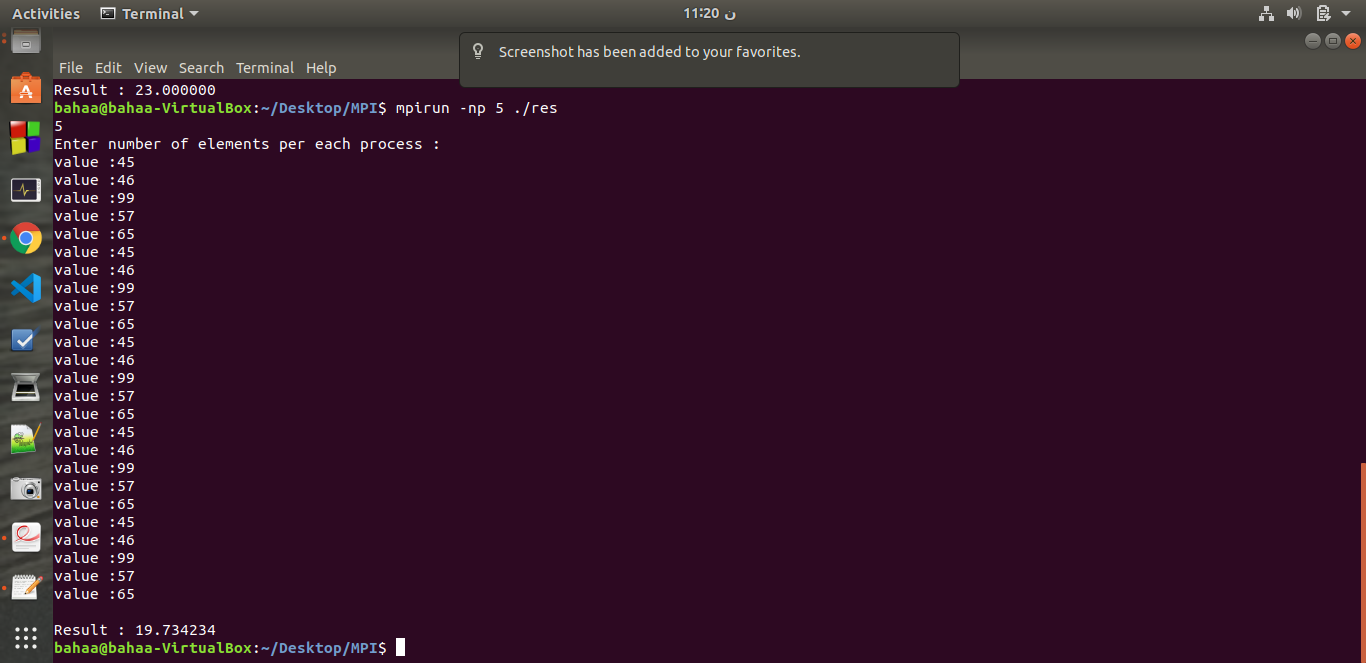 Activities Terminal 11:20 ن
Screenshot has been added to your favorites.
File Edit View Search Terminal Help
Result : 23.000000
bahaa@bahaa-VirtualBox:~/Desktop/MPI$ mpirun -np 5 ./res
5
Enter number of elements per each process :
value :45
value :46
value :99
value :57
value :65
value :45
value :46
value :99
value :57
value :65
value :45
value :46
value :99
value :57
value :65
value :45
value :46
value :99
value :57
value :65
value :45
value :46
value :99
value :57
value :65
Result : 19.734234
bahaa@bahaa-VirtualBox:~/Desktop/MPI$